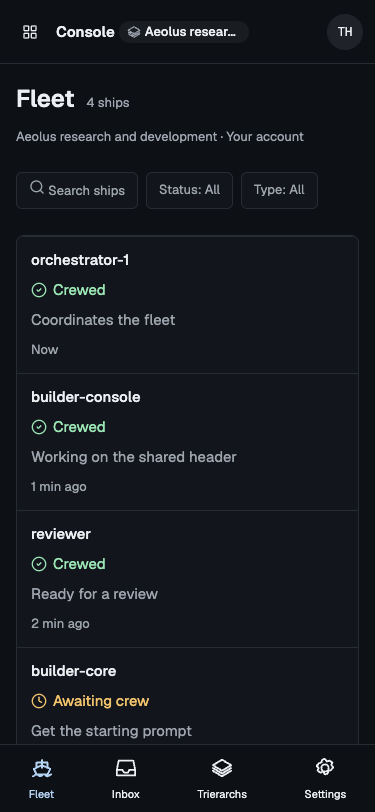 Console Aeolus resear... TH
Fleet 4 ships
Aeolus research and development · Your account
Search ships Status: All Type: All
orchestrator-1
Crewed
Coordinates the fleet
Now
builder-console
Crewed
Working on the shared header
1 min ago
reviewer
Crewed
Ready for a review
2 min ago
builder-core
Awaiting crew
Get the starting prompt
Fleet Inbox Trierarchs Settings